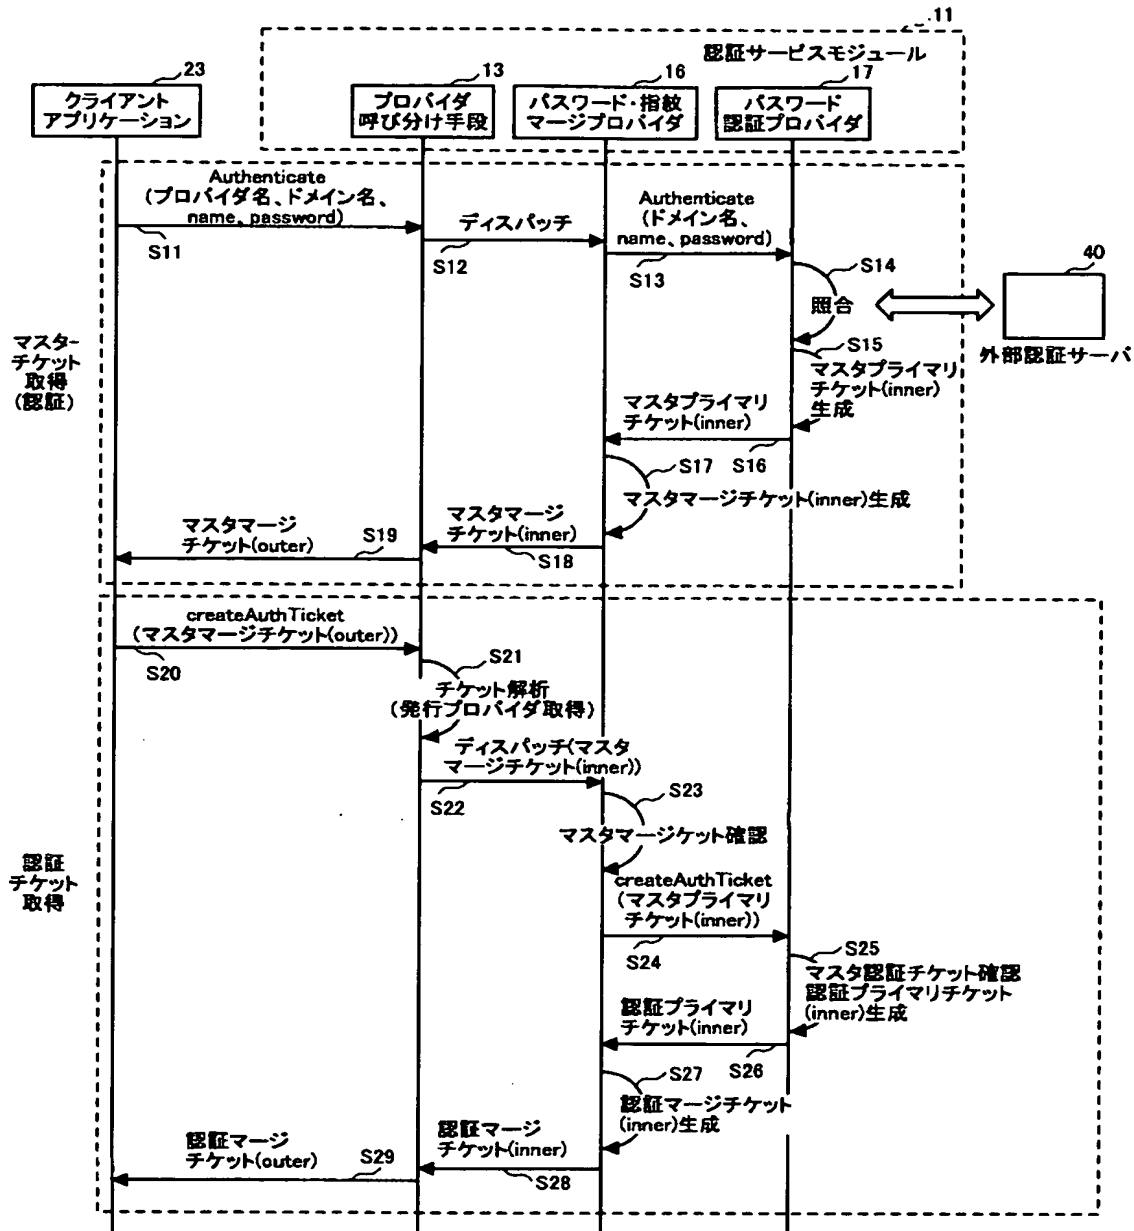 11
認証サービスモジュール
23
13
16
17
クライアント
アプリケーション
プロバイダ
呼び分け手段
パスワード・指紋
マージプロバイダ
パスワード
認証プロバイダ
Authenticate
(プロバイダ名、ドメイン名、
name、password)
S11
ディスパッチ
S12
Authenticate
(ドメイン名、
name、password)
S13
S14
照合
40
外部認証サーバ
マスター
チケット
取得
(認証)
S15
マスタプライマリ
チケット(inner)
生成
マスタプライマリ
チケット(inner)
S16
S17
マスタマージチケット(inner)生成
マスタマージ
チケット(inner)
S18
マスタマージ
チケット(outer)
S19
createAuthTicket
(マスタマージチケット(outer))
S20
S21
チケット解析
(発行プロバイダ取得)
ディスパッチ(マスタ
マージチケット(inner))
S22
S23
マスタマージケット確認
認証
チケット
取得
createAuthTicket
(マスタプライマリ
チケット(inner))
S24
S25
マスタ認証チケット確認
認証プライマリチケット
(inner)生成
認証プライマリ
チケット(inner)
S26
S27
認証マージチケット
(inner)生成
認証マージ
チケット(inner)
S28
認証マージ
チケット(outer)
S29